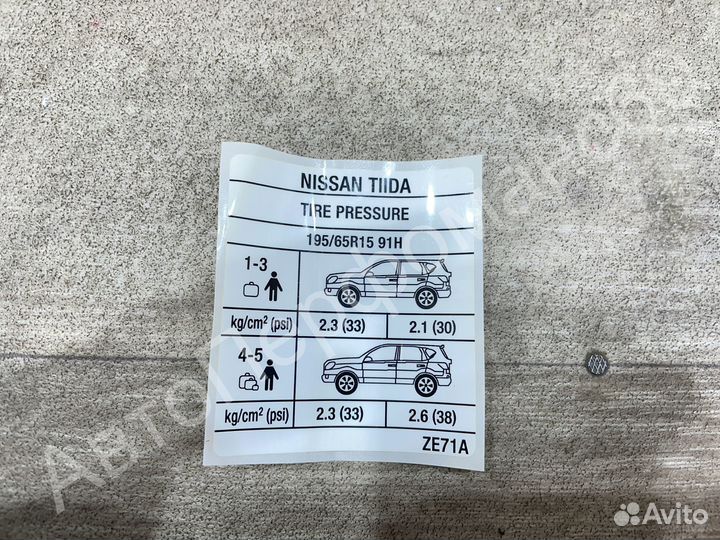 NISSAN TIIDA
TIRE PRESSURE
195/65R15 91H
1-3
kg/cm² (psi) 2.3 (33) 2.1 (30)
4-5
kg/cm² (psi) 2.3 (33) 2.6 (38)
ZE71A
Avito